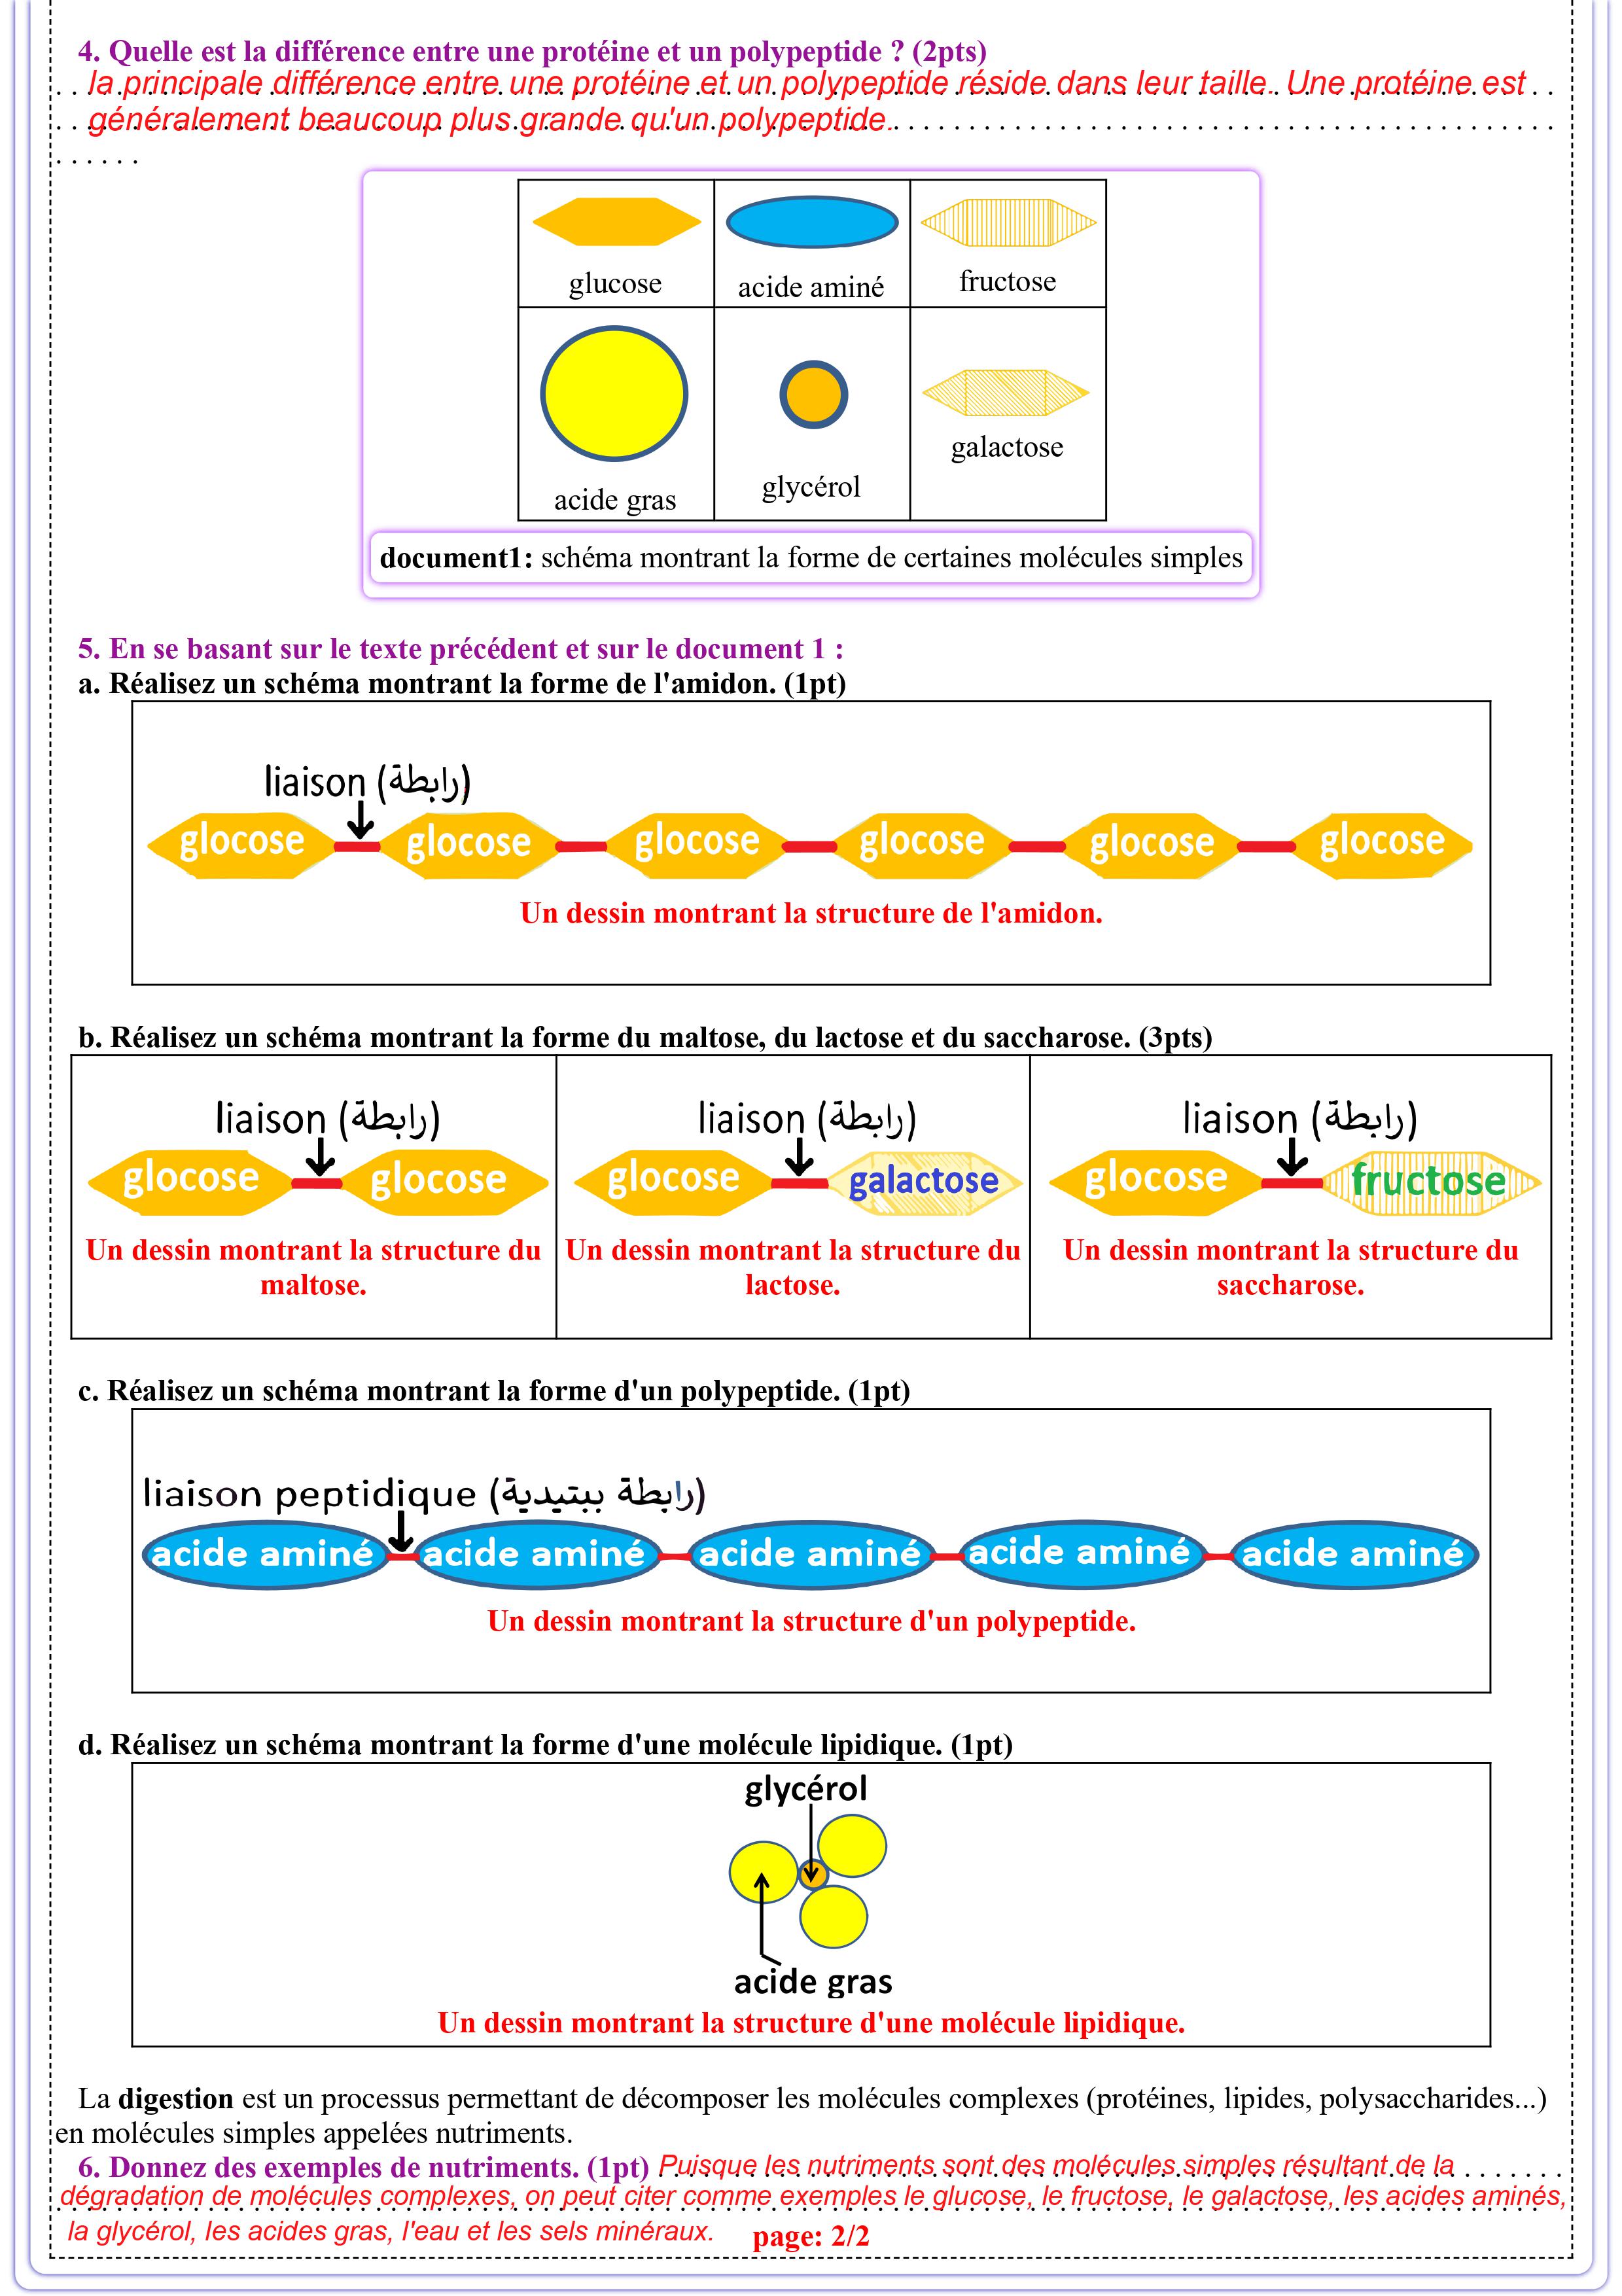 4. Quelle est la différence entre une protéine et un polypeptide ? (2pts)
la principale différence entre une protéine et un polypeptide réside dans leur taille. Une protéine est
généralement beaucoup plus grande qu'un polypeptide.
glucose
acide aminé
fructose
acide gras
glycérol
galactose
document1: schéma montrant la forme de certaines molécules simples
5. En se basant sur le texte précédent et sur le document 1 :
a. Réalisez un schéma montrant la forme de l'amidon. (1pt)
liaison (رابطة)
glocose glocose glocose glocose glocose glocose
Un dessin montrant la structure de l'amidon.
b. Réalisez un schéma montrant la forme du maltose, du lactose et du saccharose. (3pts)
liaison (رابطة)
glocose glocose
Un dessin montrant la structure du
maltose.
liaison (رابطة)
glocose galactose
Un dessin montrant la structure du
lactose.
liaison (رابطة)
glocose fructose
Un dessin montrant la structure du
saccharose.
c. Réalisez un schéma montrant la forme d'un polypeptide. (1pt)
liaison peptidique (رابطة ببتيدية)
acide aminé acide aminé acide aminé acide aminé acide aminé
Un dessin montrant la structure d'un polypeptide.
d. Réalisez un schéma montrant la forme d'une molécule lipidique. (1pt)
glycérol
acide gras
Un dessin montrant la structure d'une molécule lipidique.
La digestion est un processus permettant de décomposer les molécules complexes (protéines, lipides, polysaccharides...)
en molécules simples appelées nutriments.
6. Donnez des exemples de nutriments. (1pt) Puisque les nutriments sont des molécules simples résultant de la
dégradation de molécules complexes, on peut citer comme exemples le glucose, le fructose, le galactose, les acides aminés,
la glycérol, les acides gras, l'eau et les sels minéraux.
page: 2/2